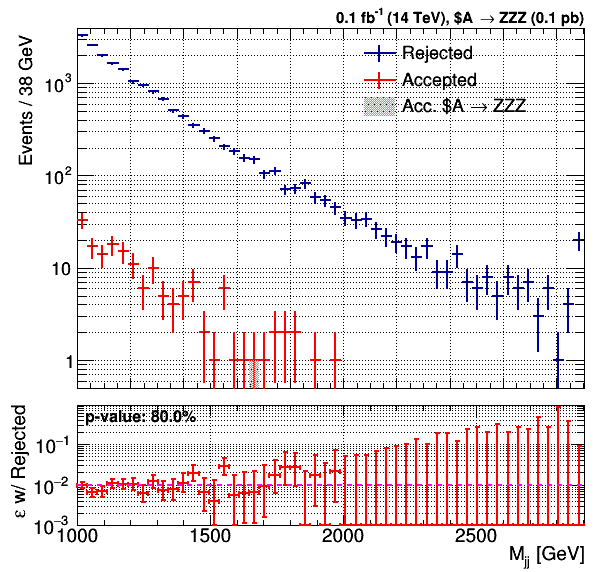 0.1 fb⁻¹ (14 TeV), $A → ZZZ (0.1 pb)
Events / 38 GeV
10³
10²
10
1
Rejected
Accepted
Acc. $A → ZZZ
p-value: 80.0%
ε w/ Rejected
10⁻¹
10⁻²
10⁻³
1000 1500 2000 2500
M_jj [GeV]